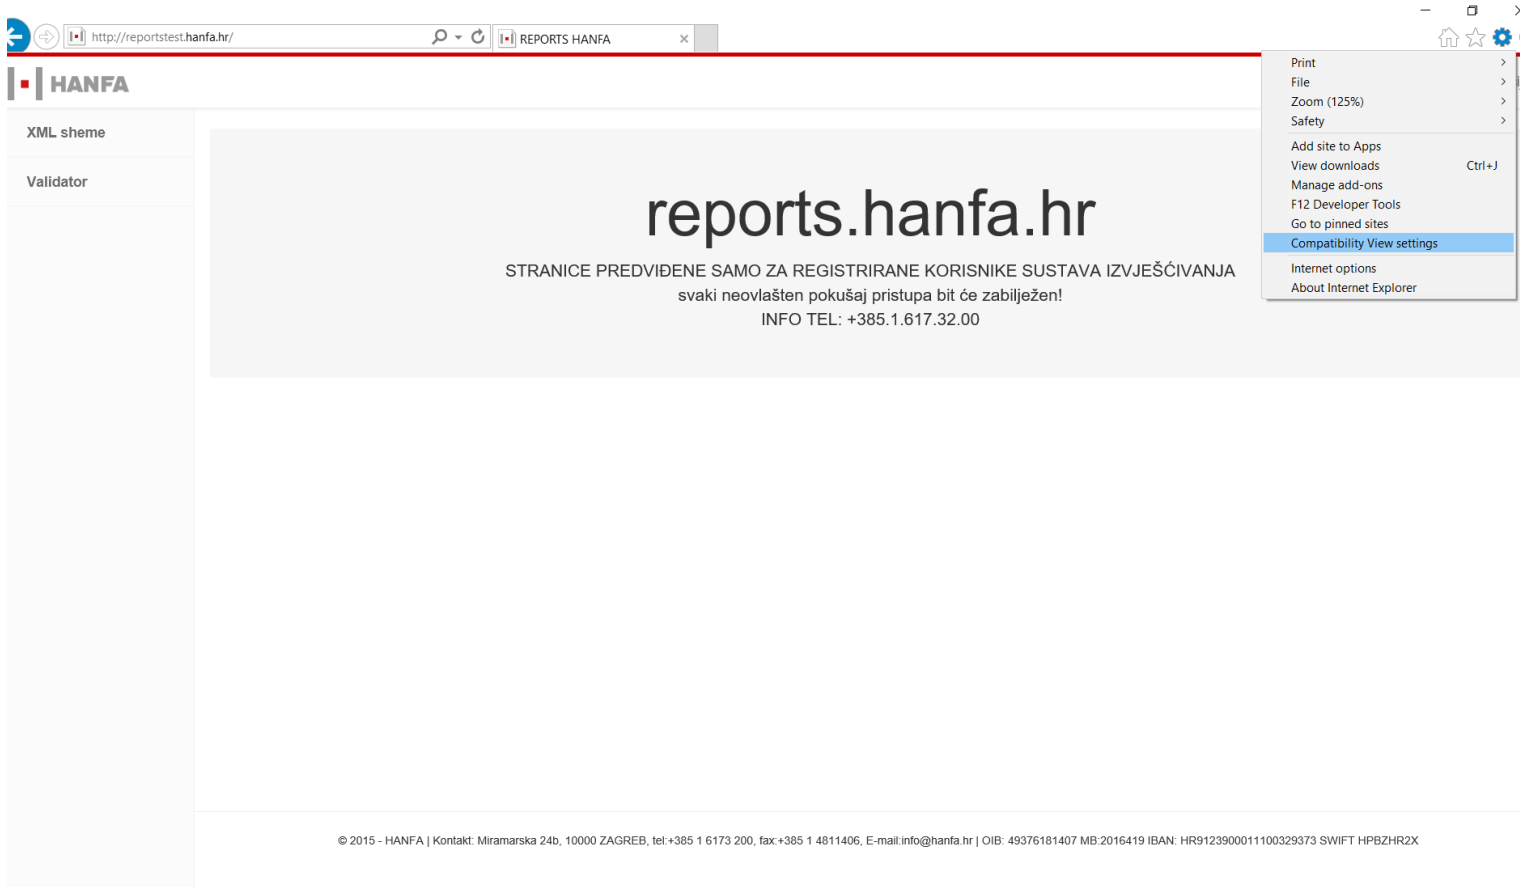 http://reportstest.hanfa.hr/
REPORTS HANFA
HANFA
XML sheme
Validator
Print
File
Zoom (125%)
Safety
Add site to Apps
View downloads Ctrl+J
Manage add-ons
F12 Developer Tools
Go to pinned sites
Compatibility View settings
Internet options
About Internet Explorer
reports.hanfa.hr
STRANICE PREDVIĐENE SAMO ZA REGISTRIRANE KORISNIKE SUSTAVA IZVJEŠĆIVANJA
svaki neovlašten pokušaj pristupa bit će zabilježen!
INFO TEL: +385.1.617.32.00
© 2015 - HANFA | Kontakt: Miramarska 24b, 10000 ZAGREB, tel:+385 1 6173 200, fax:+385 1 4811406, E-mail:info@hanfa.hr | OIB: 49376181407 MB:2016419 IBAN: HR9123900011100329373 SWIFT HPBZHR2X